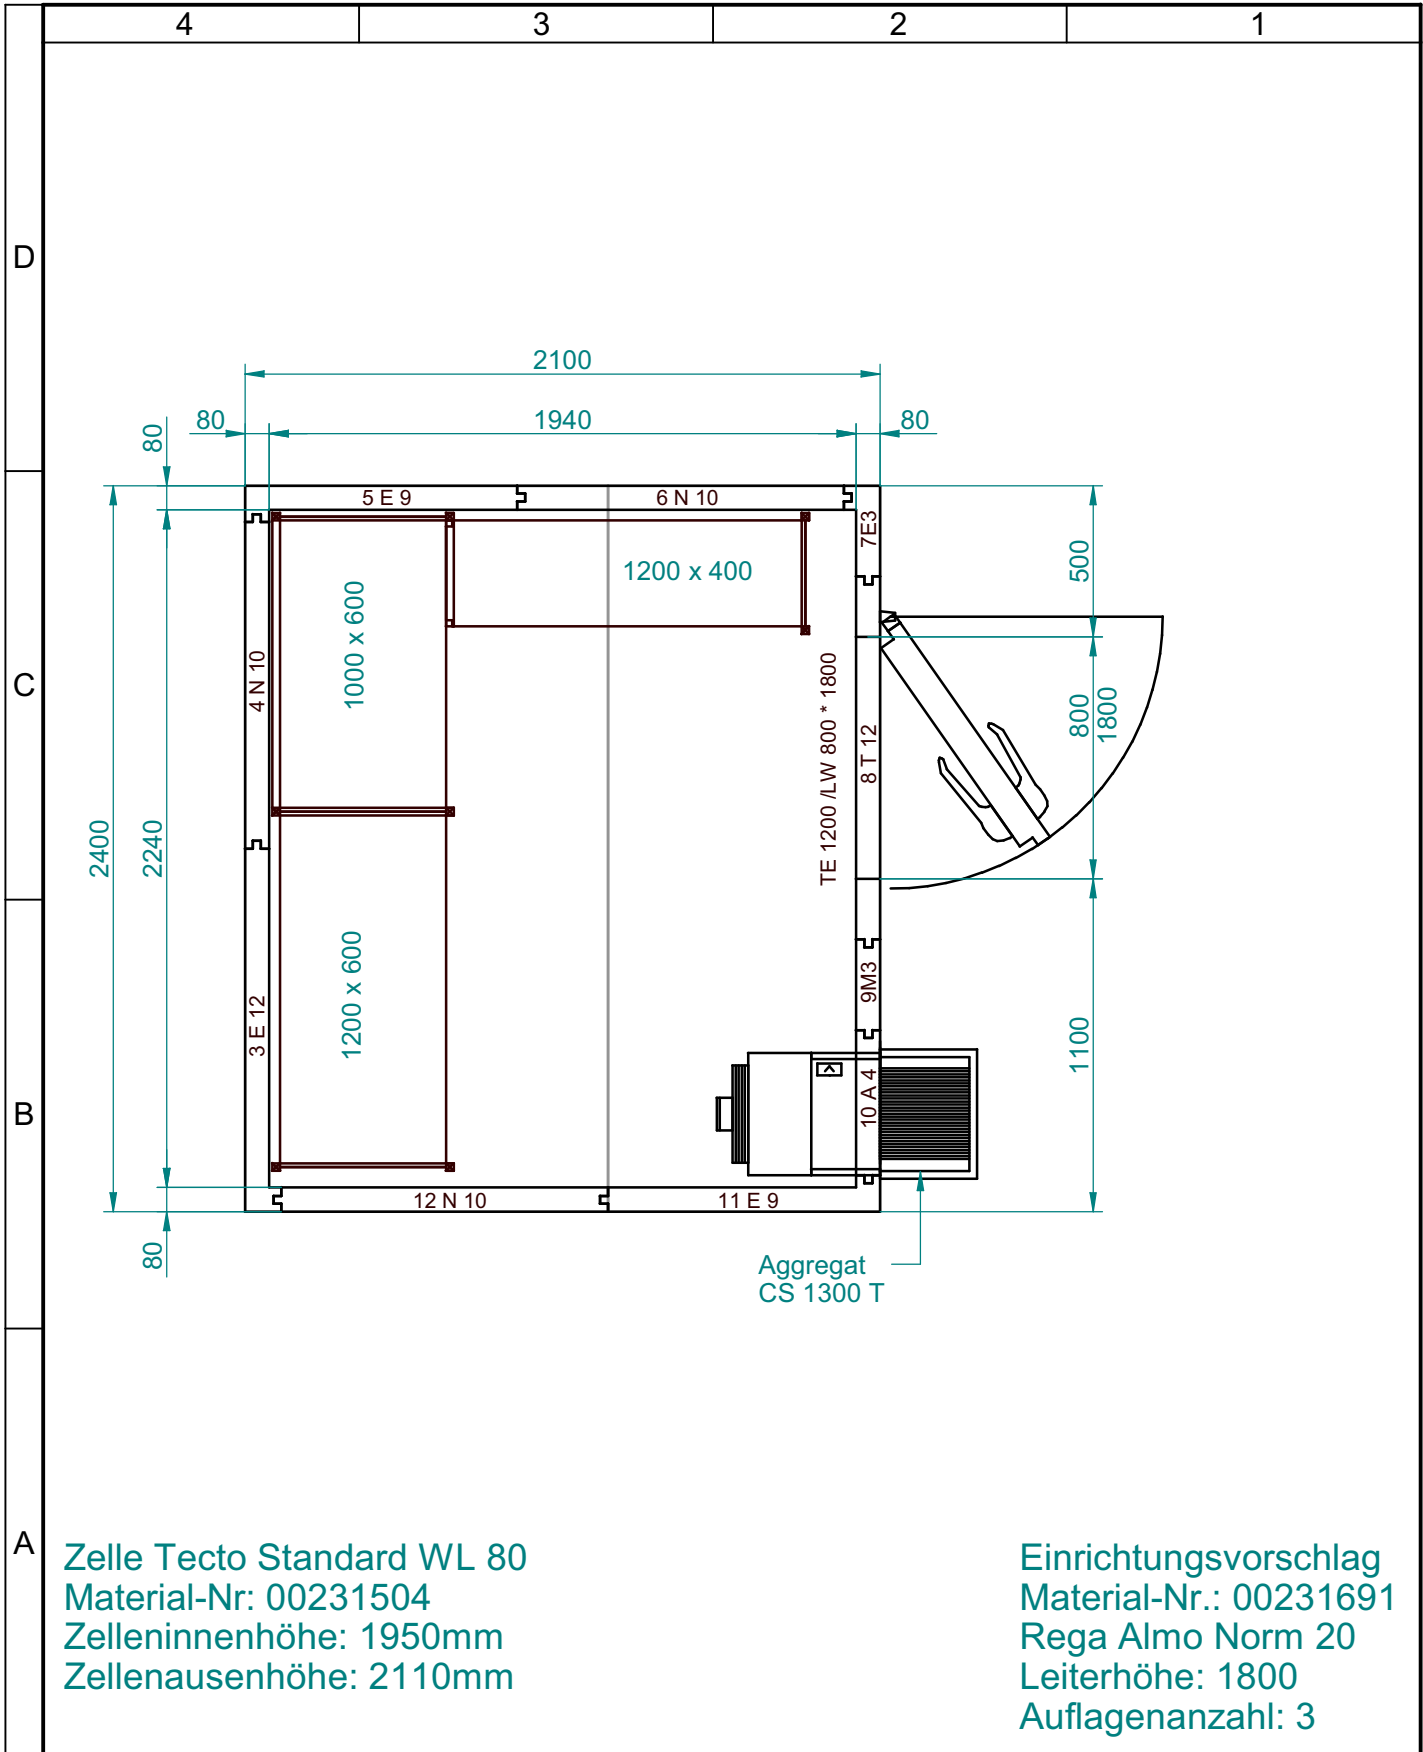 4 3 2 1
D
C
B
A
2100
80 1940 80
80
5 E 9 6 N 10
7E3
500
1200 x 400
1000 x 600
4 N 10
TE 1200 /LW 800 * 1800
8 T 12
800
1800
2400
2240
1200 x 600
3 E 12
9M3
1100
10 A 4
12 N 10 11 E 9
80
Aggregat
CS 1300 T
Zelle Tecto Standard WL 80
Material-Nr: 00231504
Zelleninnenhöhe: 1950mm
Zellenausenhöhe: 2110mm
Einrichtungsvorschlag
Material-Nr.: 00231691
Rega Almo Norm 20
Leiterhöhe: 1800
Auflagenanzahl: 3